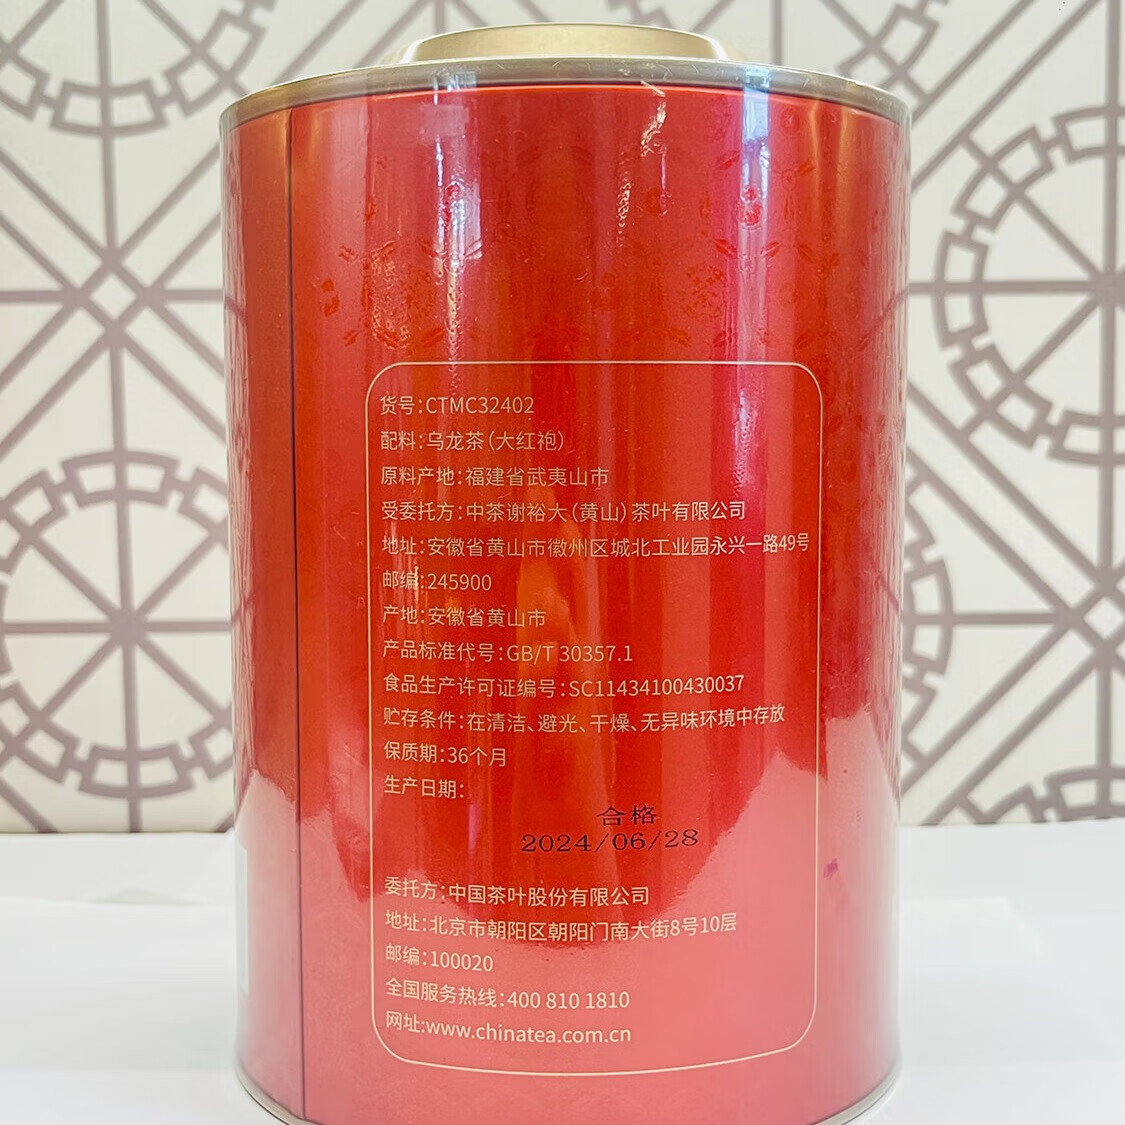 货号:CTMC32402
配料:乌龙茶(大红袍)
原料产地:福建省武夷山市
受委托方:中茶谢裕大(黄山)茶叶有限公司
地址:安徽省黄山市徽州区城北工业园永兴一路49号
邮编:245900
产地:安徽省黄山市
产品标准代号:GB/T 30357.1
食品生产许可证编号:SC11434100430037
贮存条件:在清洁、避光、干燥、无异味环境中存放
保质期:36个月
生产日期:
合格
2024/06/28
委托方:中国茶叶股份有限公司
地址:北京市朝阳区朝阳门南大街8号10层
邮编:100020
全国服务热线:400 810 1810
网址:www.chinatea.com.cn